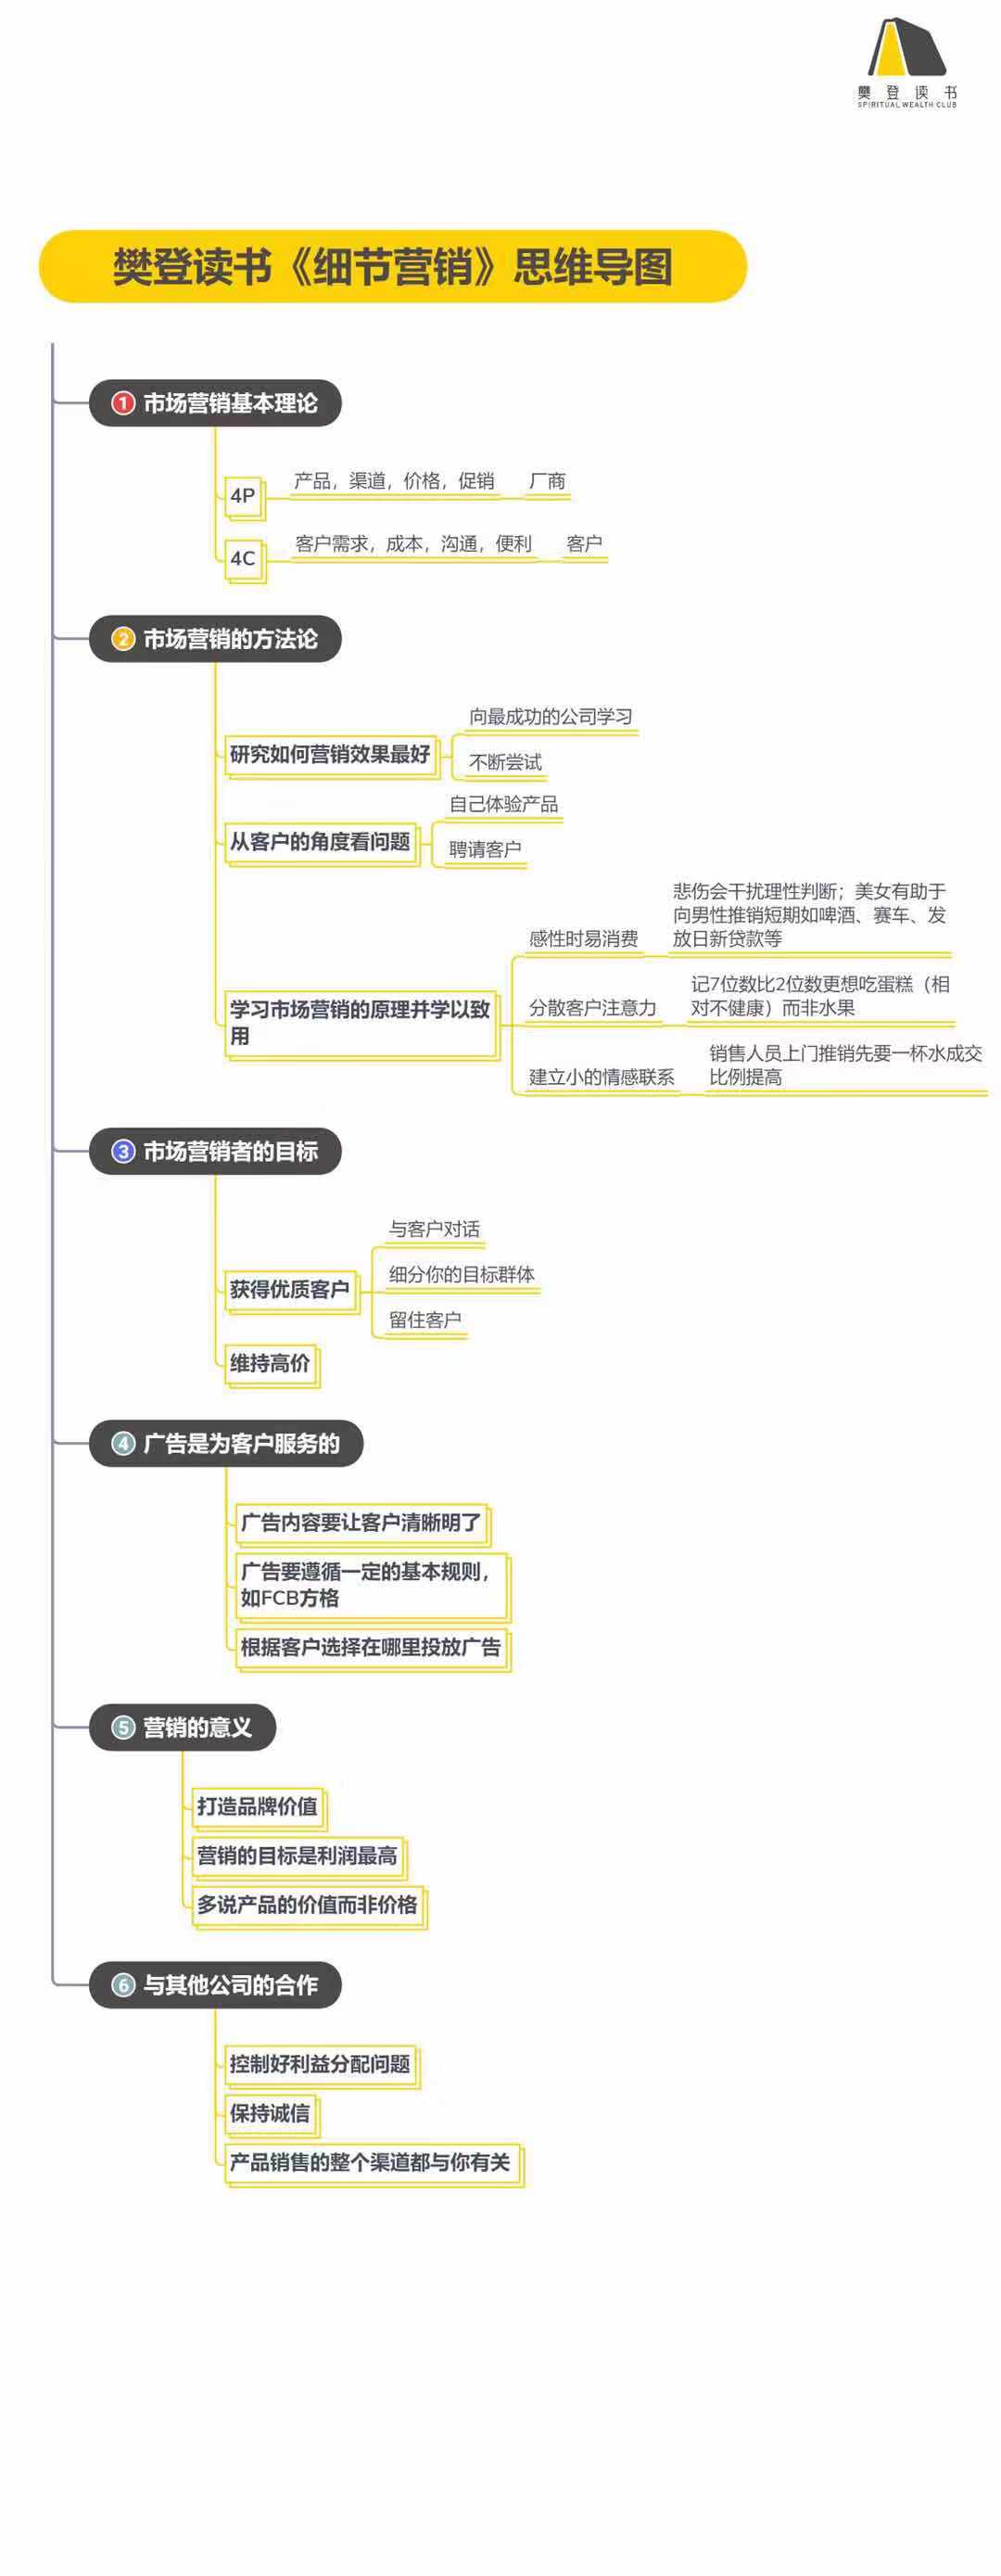 樊登读书
SPIRITUAL WEALTH CLUB
樊登读书《细节营销》思维导图
1 市场营销基本理论
4P
产品，渠道，价格，促销
厂商
4C
客户需求，成本，沟通，便利
客户
2 市场营销的方法论
研究如何营销效果最好
向最成功的公司学习
不断尝试
从客户的角度看问题
自己体验产品
聘请客户
学习市场营销的原理并学以致
用
感性时易消费
悲伤会干扰理性判断；美女有助于
向男性推销短期如啤酒、赛车、发
放日新贷款等
分散客户注意力
记7位数比2位数更想吃蛋糕（相
对不健康）而非水果
建立小的情感联系
销售人员上门推销先要一杯水成交
比例提高
3 市场营销者的目标
获得优质客户
与客户对话
细分你的目标群体
留住客户
维持高价
4 广告是为客户服务的
广告内容要让客户清晰明了
广告要遵循一定的基本规则，
如FCB方格
根据客户选择在哪里投放广告
5 营销的意义
打造品牌价值
营销的目标是利润最高
多说产品的价值而非价格
6 与其他公司的合作
控制好利益分配问题
保持诚信
产品销售的整个渠道都与你有关